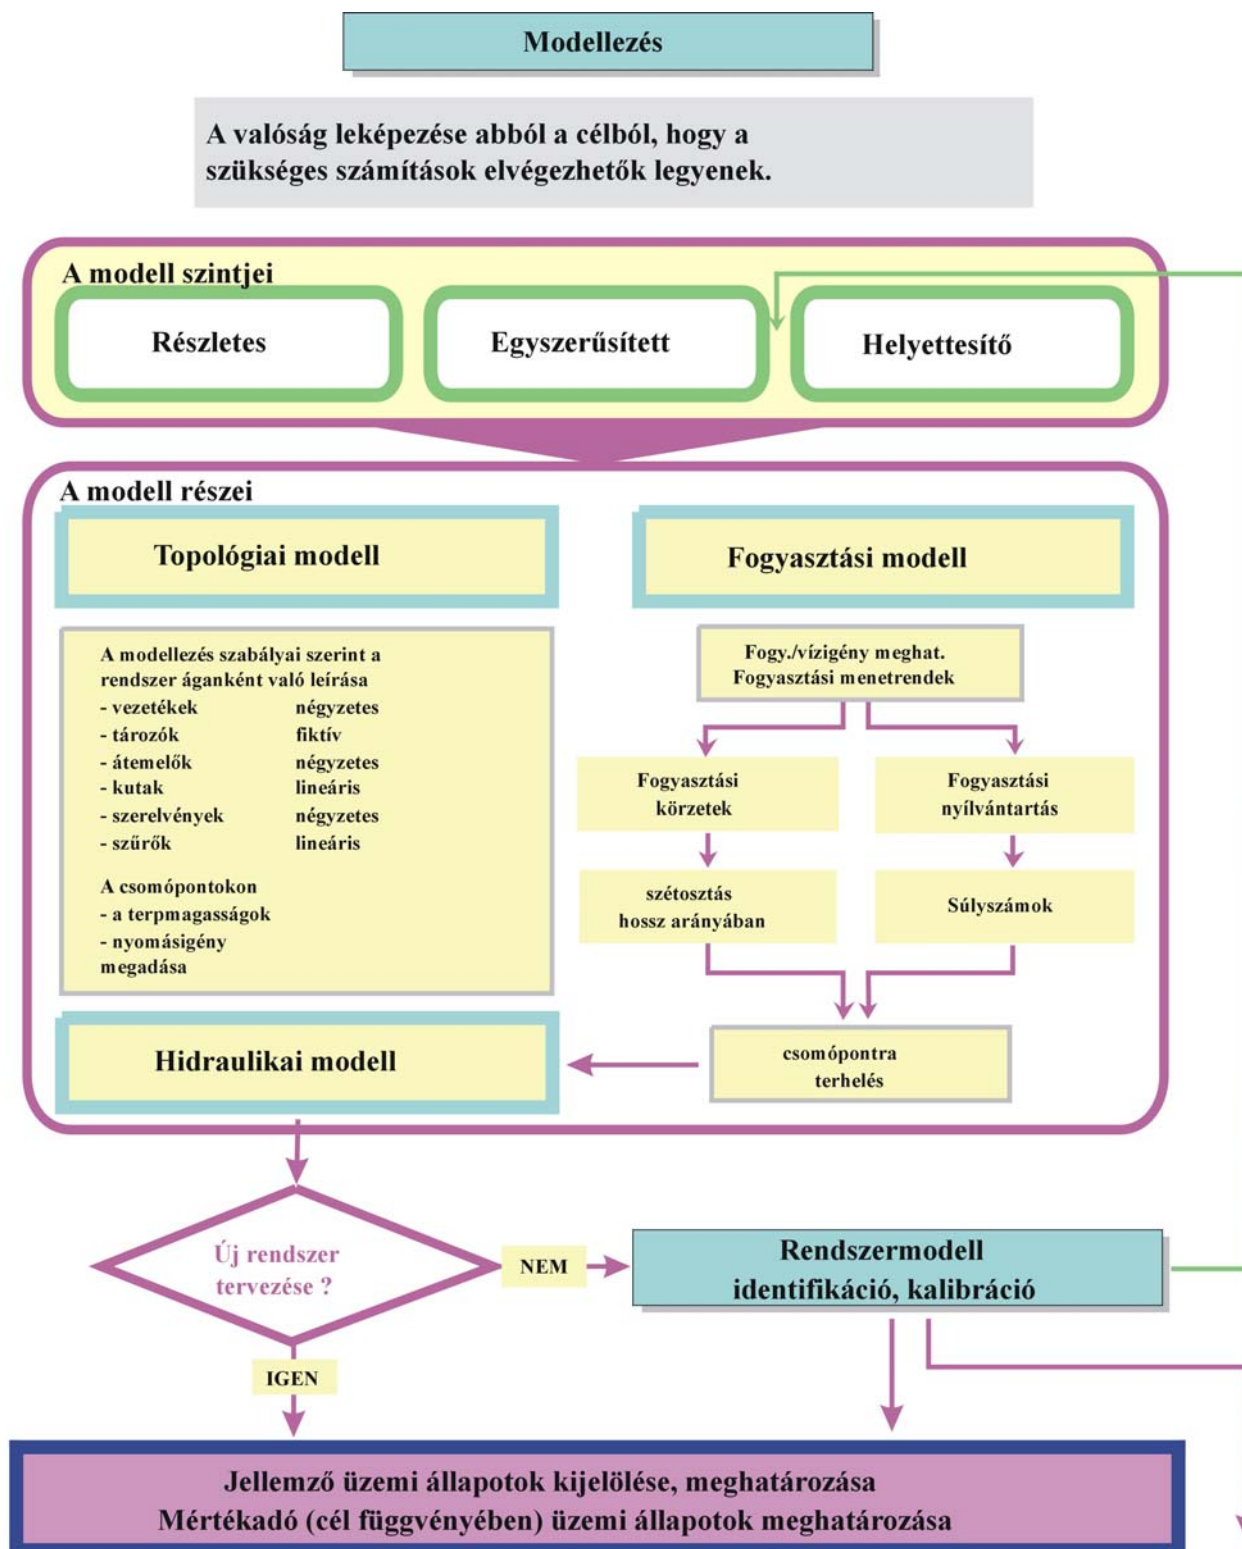 Modellezés
A valóság leképezése abból a célból, hogy a
szükséges számítások elvégezhetők legyenek.
A modell szintjei
Részletes
Egyszerűsített
Helyettesítő
A modell részei
Topológiai modell
Fogyasztási modell
A modellezés szabályai szerint a
rendszer áganként való leírása
- vezetékek négyzetes
- tározók fiktív
- átemelők négyzetes
- kutak lineáris
- szerelvények négyzetes
- szűrők lineáris
A csomópontokon
- a terpmagasságok
- nyomásigény
megadása
Fogy./vízigény meghat.
Fogyasztási menetrendek
Fogyasztási
körzetek
Fogyasztási
nyílvántartás
szétosztás
hossz arányában
Súlyszámok
csomópontra
terhelés
Hidraulikai modell
Új rendszer
tervezése ?
NEM
Rendszermodell
identifikáció, kalibráció
IGEN
Jellemző üzemi állapotok kijelölése, meghatározása
Mértékadó (cél függvényében) üzemi állapotok meghatározása